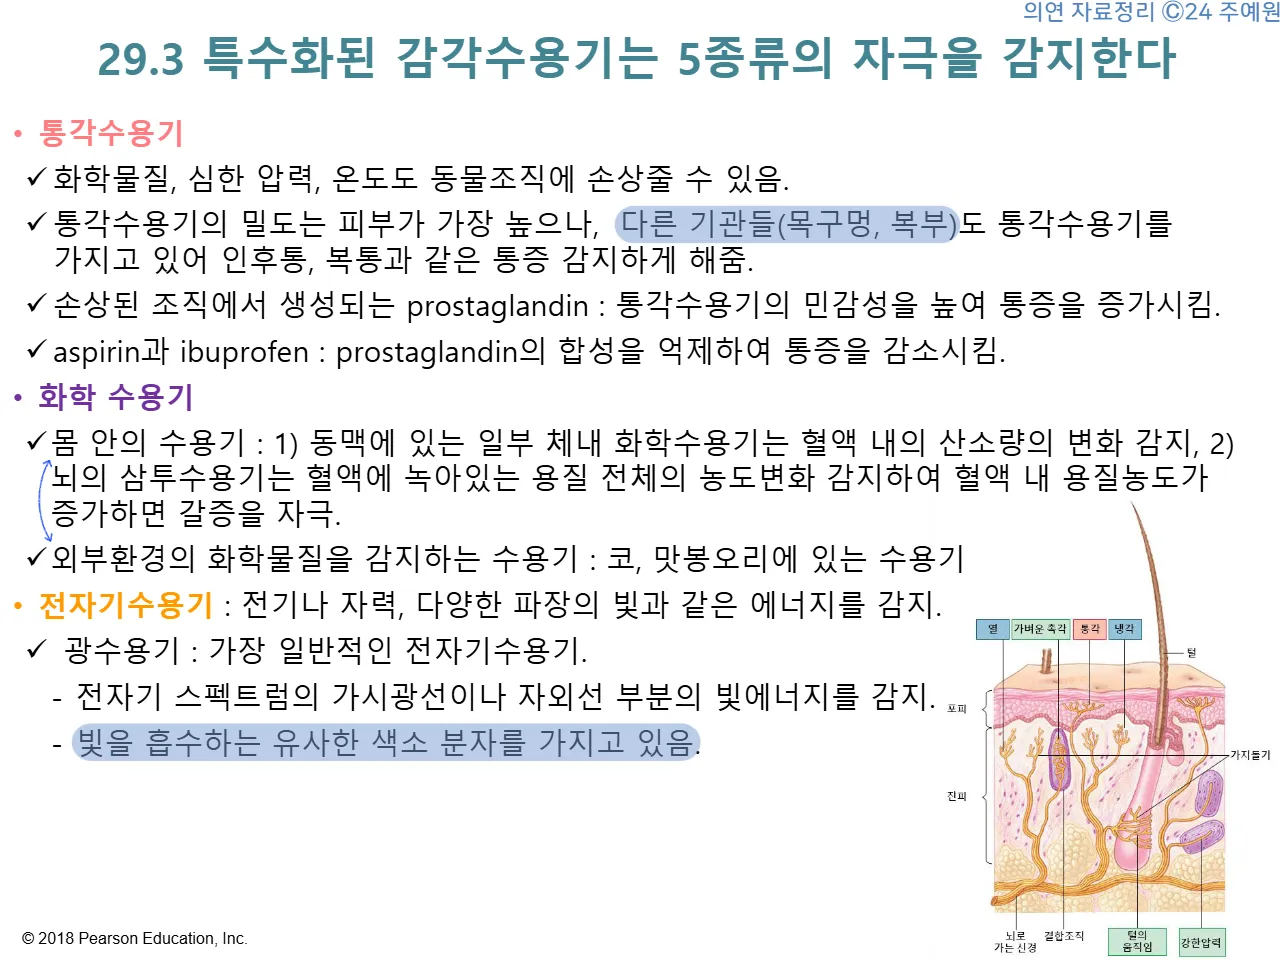 의연 자료정리 ©24 주예원
29.3 특수화된 감각수용기는 5종류의 자극을 감지한다
• 통각수용기
✓ 화학물질, 심한 압력, 온도도 동물조직에 손상줄 수 있음.
✓ 통각수용기의 밀도는 피부가 가장 높으나, 다른 기관들(목구멍, 복부)도 통각수용기를
가지고 있어 인후통, 복통과 같은 통증 감지하게 해줌.
✓ 손상된 조직에서 생성되는 prostaglandin : 통각수용기의 민감성을 높여 통증을 증가시킴.
✓ aspirin과 ibuprofen : prostaglandin의 합성을 억제하여 통증을 감소시킴.
• 화학 수용기
✓ 몸 안의 수용기 : 1) 동맥에 있는 일부 체내 화학수용기는 혈액 내의 산소량의 변화 감지, 2)
뇌의 삼투수용기는 혈액에 녹아있는 용질 전체의 농도변화 감지하여 혈액 내 용질농도가
증가하면 갈증을 자극.
✓ 외부환경의 화학물질을 감지하는 수용기 : 코, 맛봉오리에 있는 수용기
• 전자기수용기 : 전기나 자력, 다양한 파장의 빛과 같은 에너지를 감지.
✓ 광수용기 : 가장 일반적인 전자기수용기.
- 전자기 스펙트럼의 가시광선이나 자외선 부분의 빛에너지를 감지.
- 빛을 흡수하는 유사한 색소 분자를 가지고 있음.
열 가벼운 촉각 통각 냉각
털
표피
가지돌기
진피
뇌로
가는 신경
결합조직
털의
움직임
강한압력
© 2018 Pearson Education, Inc.